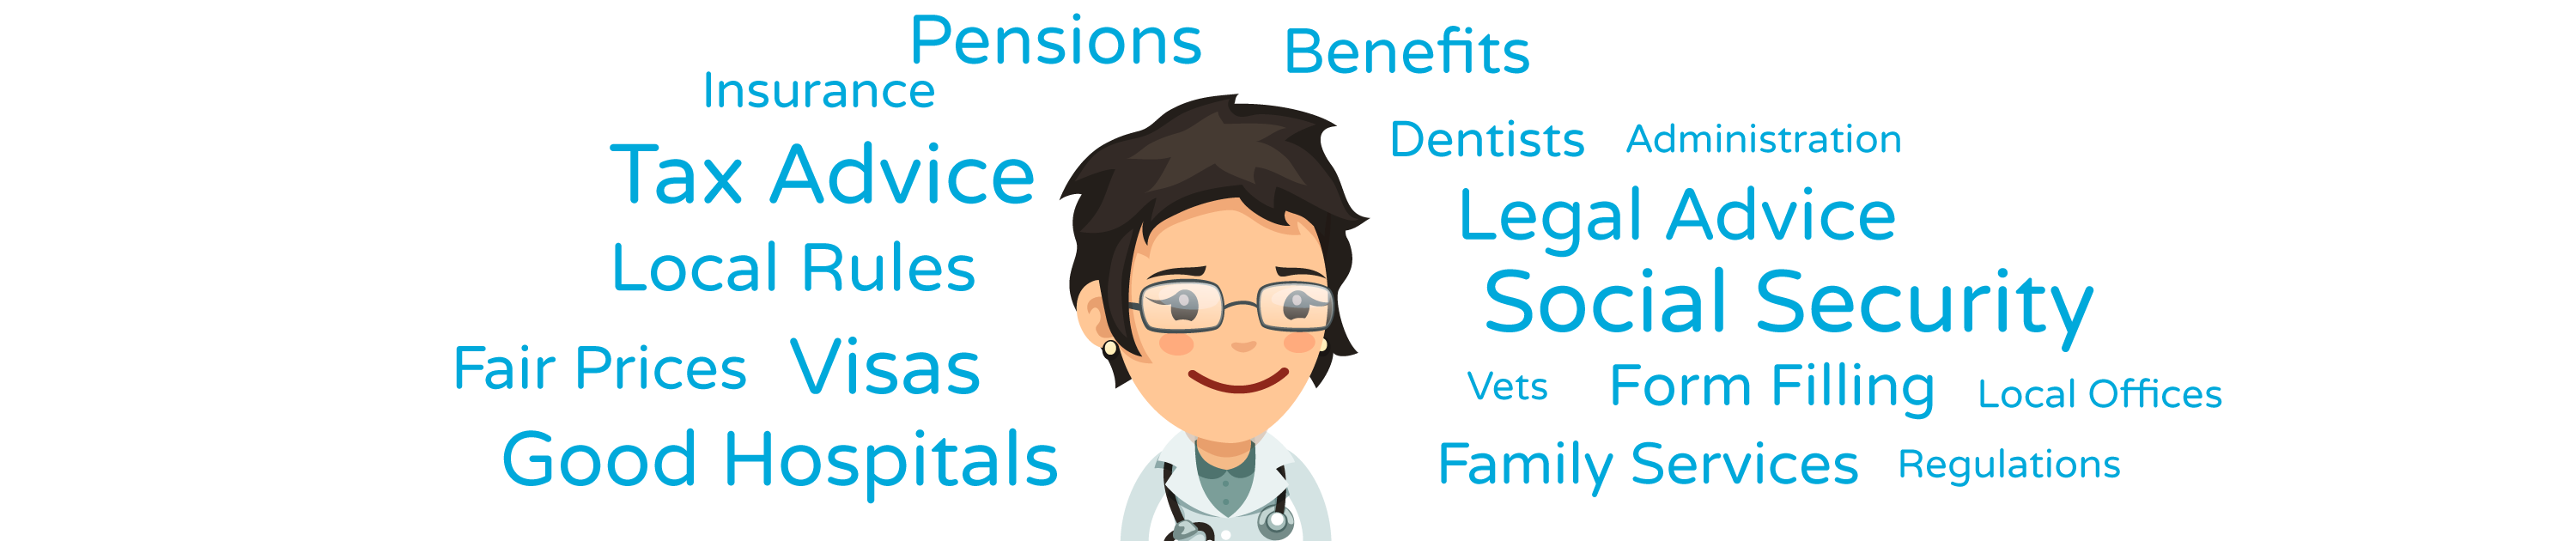 Pensions
Benefits
Insurance
Tax Advice
Local Rules
Fair Prices
Visas
Good Hospitals
Dentists
Administration
Legal Advice
Social Security
Vets
Form Filling
Local Offices
Family Services
Regulations